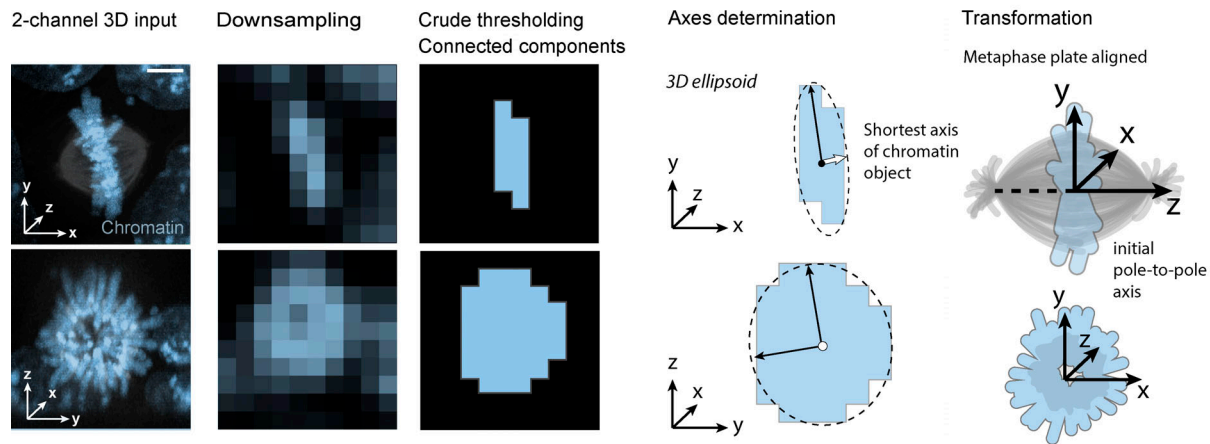 2-channel 3D input
Downsampling
Crude thresholding
Connected components
Axes determination
Transformation
y
z
x
Chromatin
z
x
y
3D ellipsoid
Shortest axis
of chromatin
object
y
z
x
z
x
y
Metaphase plate aligned
y
x
z
initial
pole-to-pole
axis
y
z
x